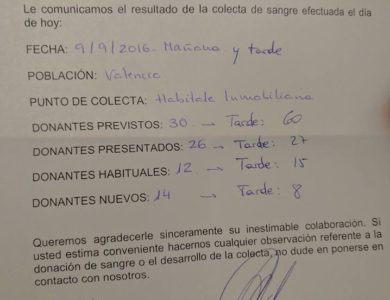 Le comunicamos el resultado de la colecta de sangre efectuada el día
de hoy:
FECHA: 9/9/2016. Mañana y tarde
POBLACIÓN: Valencia
PUNTO DE COLECTA: Habitale Inmobiliaria
DONANTES PREVISTOS: 30 → Tarde: 60
DONANTES PRESENTADOS: 26 → Tarde: 27
DONANTES HABITUALES: 12 → Tarde: 15
DONANTES NUEVOS: 14 → Tarde: 8
Queremos agradecerle sinceramente su inestimable colaboración. Si
usted estima conveniente hacernos cualquier observación referente a la
donación de sangre o el desarrollo de la colecta, no dude en ponerse en
contacto con nosotros.